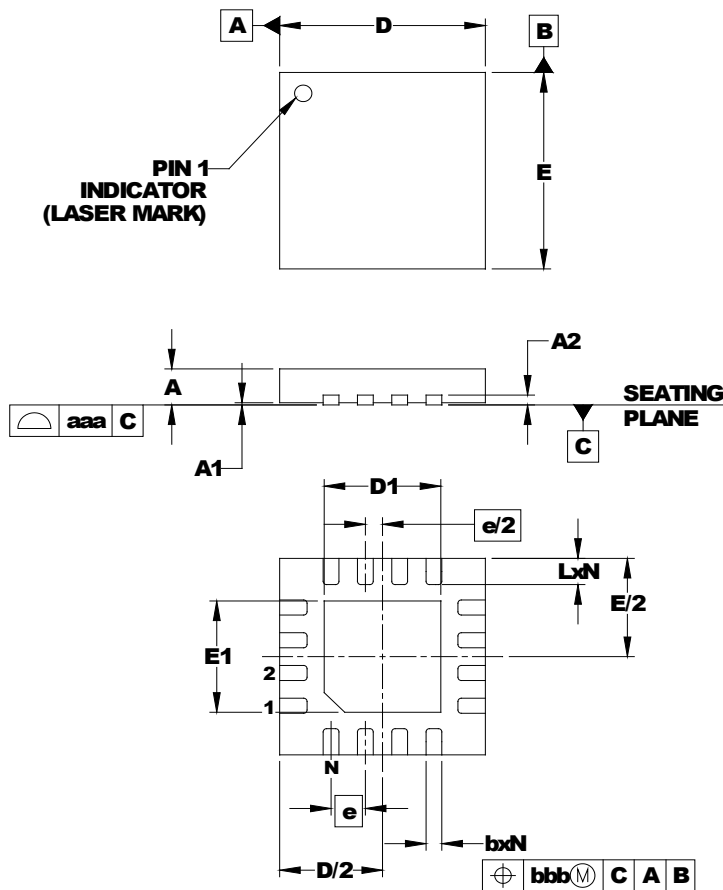 A
D
B
PIN 1
INDICATOR
(LASER MARK)
E
A2
A
SEATING
PLANE
aaa C
C
A1
D1
e/2
LxN
E/2
E1
2
1
N
e
bxN
D/2
bbb Ⓜ C A B